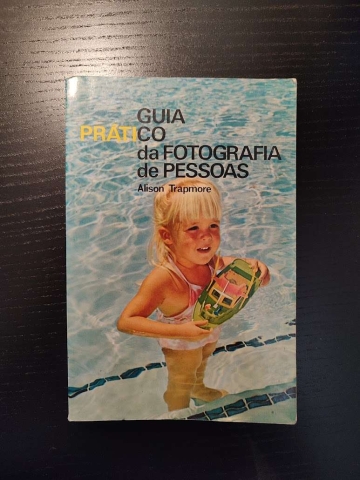 GUIA
PRÁTICO
da FOTOGRAFIA
de PESSOAS
Alison Trapmore